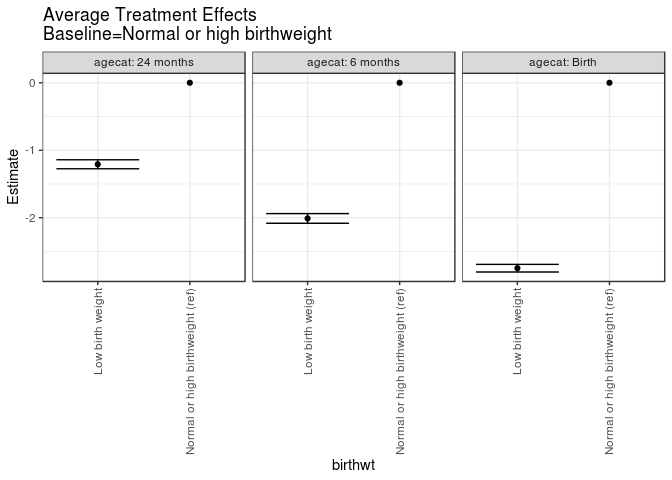 Average Treatment Effects
Baseline=Normal or high birthweight
agecat: 24 months
agecat: 6 months
agecat: Birth
0
-1
-2
Estimate
Low birth weight
Normal or high birthweight (ref)
Low birth weight
Normal or high birthweight (ref)
Low birth weight
Normal or high birthweight (ref)
birthwt